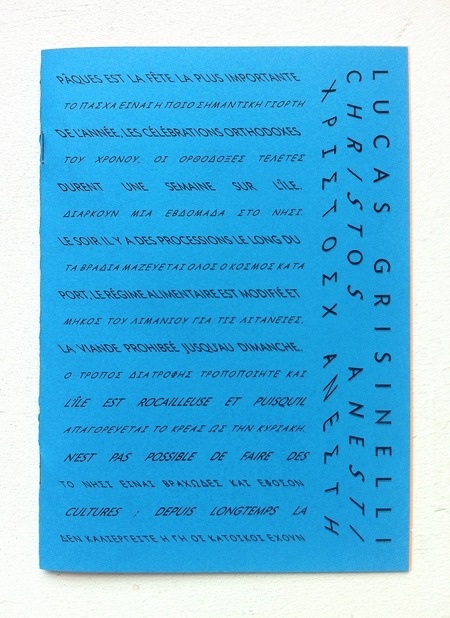 PÂQUES EST LA FÊTE LA PLUS IMPORTANTE
ΤΟ ΠΑΣΧΑ ΕΙΝΑΙ Η ΠΟΙΟ ΣΗΜΑΝΤΙΚΗ ΓΙΟΡΤΗ
DE L'ANNÉE, LES CÉLÉBRATIONS ORTHODOXES
ΤΟΥ ΧΡΟΝΟΥ. ΟΙ ΟΡΘΟΔΟΞΕΣ ΤΕΛΕΤΕΣ
DURENT UNE SEMAINE SUR L'ÎLE.
ΔΙΑΡΚΟΥΝ ΜΙΑ ΕΒΔΟΜΑΔΑ ΣΤΟ ΝΗΣΙ.
LE SOIR IL Y A DES PROCESSIONS LE LONG DU
ΤΑ ΒΡΑΔΙΑ ΜΑΖΕΥΕΤΑΙ ΟΛΟΣ Ο ΚΟΣΜΟΣ ΚΑΤΑ
PORT, LE RÉGIME ALIMENTAIRE EST MODIFIÉ ET
ΜΗΚΟΣ ΤΟΥ ΛΙΜΑΝΙΟΥ ΓΙΑ ΤΙΣ ΛΙΤΑΝΕΙΕΣ.
LA VIANDE PROHIBEÉ JUSQU'AU DIMANCHE.
Ο ΤΡΟΠΟΣ ΔΙΑΤΡΟΦΗΣ ΤΡΟΠΟΠΟΙΗΤΕ ΚΑΙ
L'ÎLE EST ROCAILLEUSE ET PUISQU'IL
ΑΠΑΓΟΡΕΥΕΤΑΙ ΤΟ ΚΡΕΑΣ ΩΣ ΤΗΝ ΚΥΡΙΑΚΗ.
N'EST PAS POSSIBLE DE FAIRE DES
ΤΟ ΝΗΣΙ ΕΙΝΑΙ ΒΡΑΧΩΔΕΣ ΚΑΙ ΕΦΟΣΟΝ
CULTURES ; DEPUIS LONGTEMPS LA
ΔΕΝ ΚΑΛΙΕΡΓΕΙΤΕ Η ΓΗ ΟΙ ΚΑΤΟΙΚΟΙ ΕΧΟΥΝ
LUCAS GRISINELLI
CHRISTOS ANESTI
ΧΡΙΣΤΟΣΧ ΑΝΕΣΤΗ